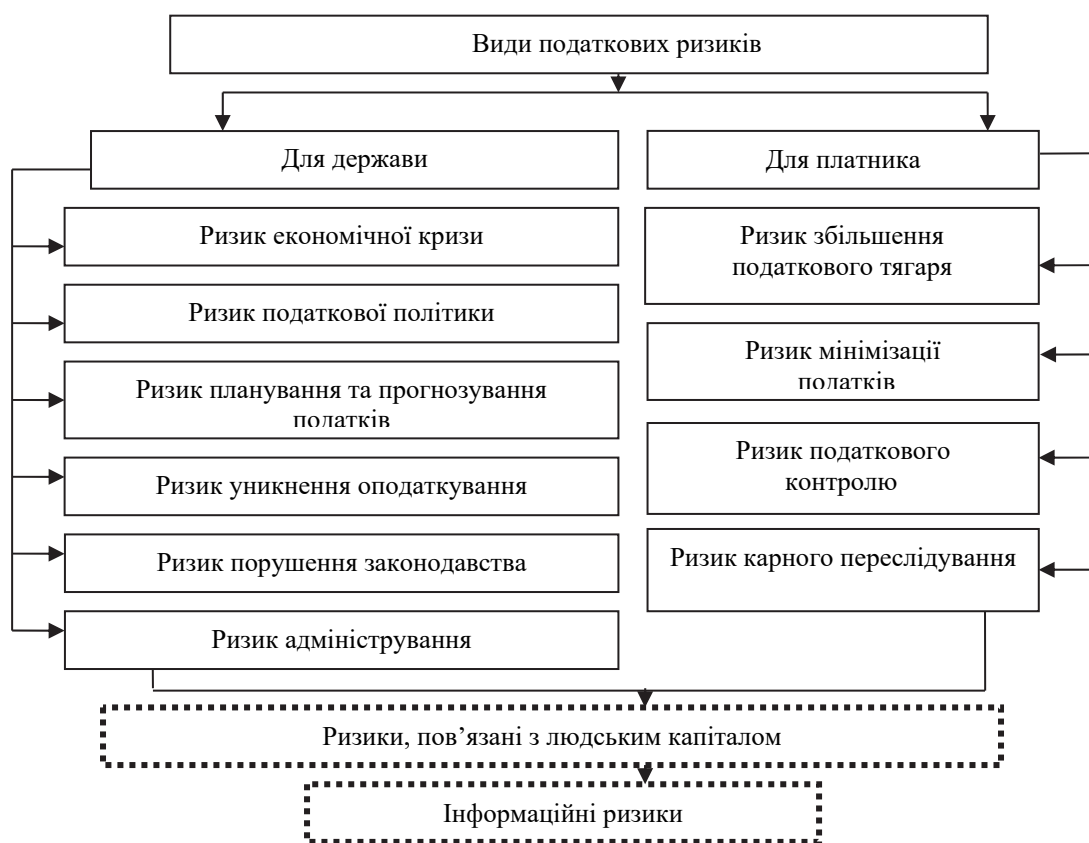 Види податкових ризиків
Для держави
Для платника
Ризик економічної кризи
Ризик податкової політики
Ризик планування та прогнозування
податків
Ризик уникнення оподаткування
Ризик порушення законодавства
Ризик адміністрування
Ризик збільшення
податкового тягаря
Ризик мінімізації
податків
Ризик податкового
контролю
Ризик карного переслідування
Ризики, пов’язані з людським капіталом
Інформаційні ризики